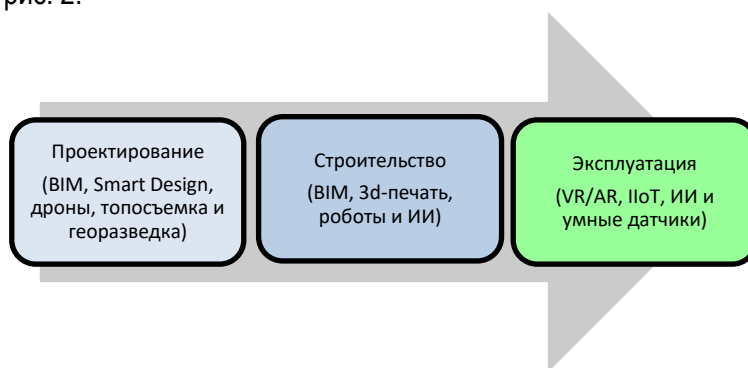 рис. 2.
Проектирование
(BIM, Smart Design,
дроны, топосъемка и
георазведка)
Строительство
(BIM, 3d-печать,
роботы и ИИ)
Эксплуатация
(VR/AR, IIoT, ИИ и
умные датчики)